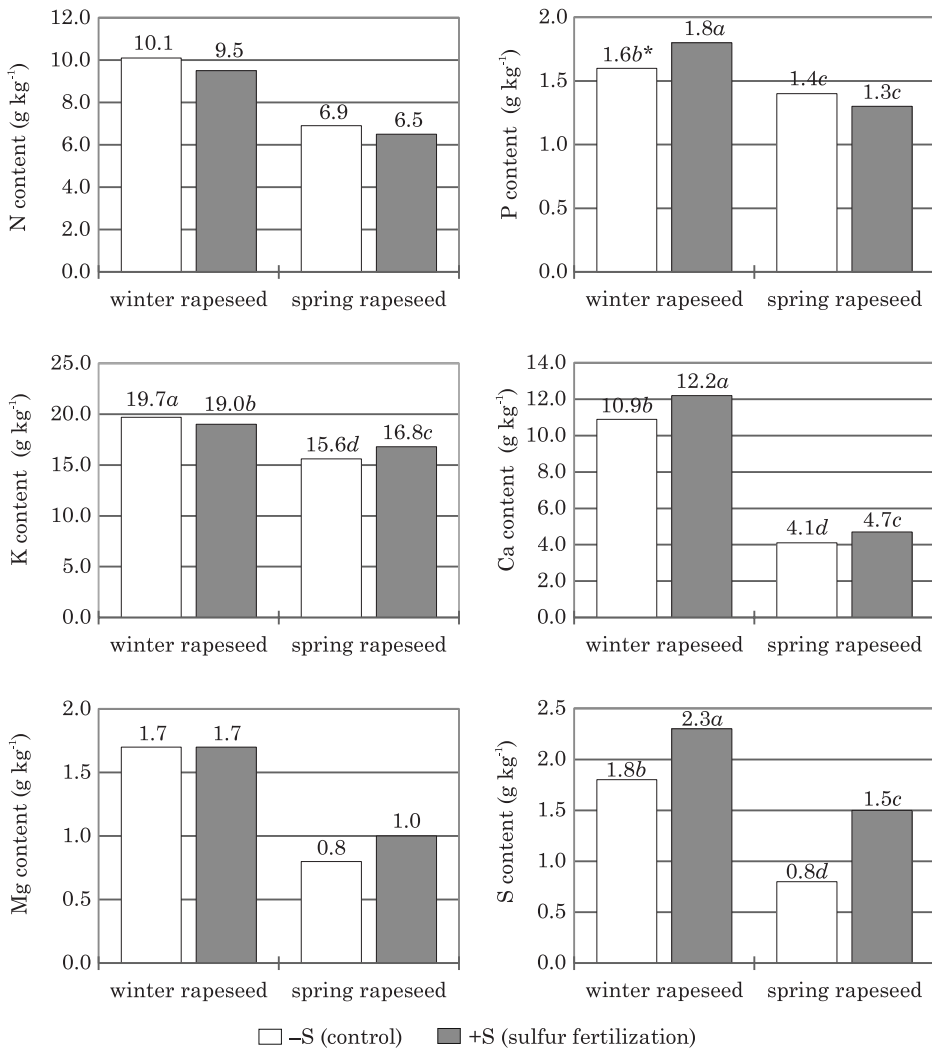 N content (g kg⁻¹)
12.0
10.0
8.0
6.0
4.0
2.0
0.0
10.1
9.5
6.9
6.5
winter rapeseed spring rapeseed
P content (g kg⁻¹)
2.0
1.5
1.0
0.5
0.0
1.6b*
1.8a
1.4c
1.3c
winter rapeseed spring rapeseed
K content (g kg⁻¹)
25.0
20.0
15.0
10.0
5.0
0.0
19.7a
19.0b
15.6d
16.8c
winter rapeseed spring rapeseed
Ca content (g kg⁻¹)
14.0
12.0
10.0
8.0
6.0
4.0
2.0
0.0
10.9b
12.2a
4.1d
4.7c
winter rapeseed spring rapeseed
Mg content (g kg⁻¹)
2.0
1.5
1.0
0.5
0.0
1.7
1.7
0.8
1.0
winter rapeseed spring rapeseed
S content (g kg⁻¹)
2.5
2.0
1.5
1.0
0.5
0.0
1.8b
2.3a
0.8d
1.5c
winter rapeseed spring rapeseed
–S (control) +S (sulfur fertilization)